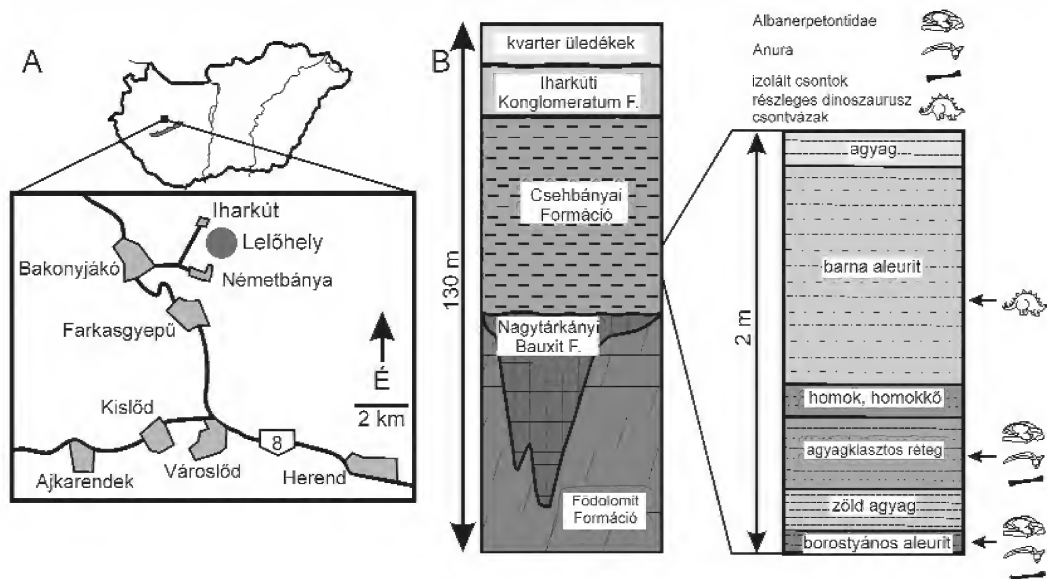 A
Iharkút
Lelőhely
Bakonyjákó
Németbánya
Farkasgyepű
É
2 km
Kislőd
8
Ajkarendek
Városlőd
Herend
B
130 m
kvarter üledékek
Iharkúti
Konglomeratum F.
Csehbányai
Formáció
Nagytárkányi
Bauxit F.
Fődolomit
Formáció
Albanerpetontidae
Anura
izolált csontok
részleges dinoszaurusz
csontvázak
2 m
agyag
barna aleurit
homok, homokkő
agyagklasztos réteg
zöld agyag
borostyános aleurit